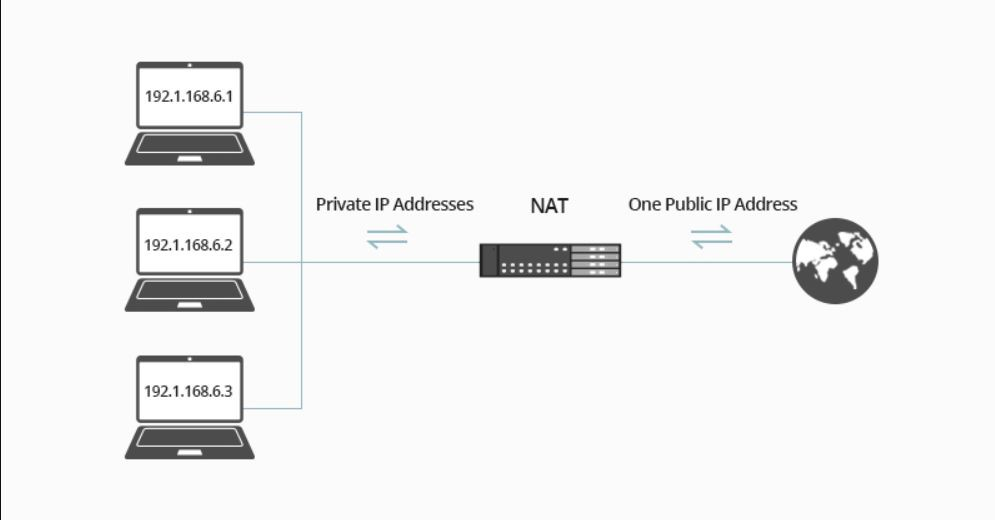 192.1.168.6.1
Private IP Addresses
NAT
One Public IP Address
192.1.168.6.2
192.1.168.6.3